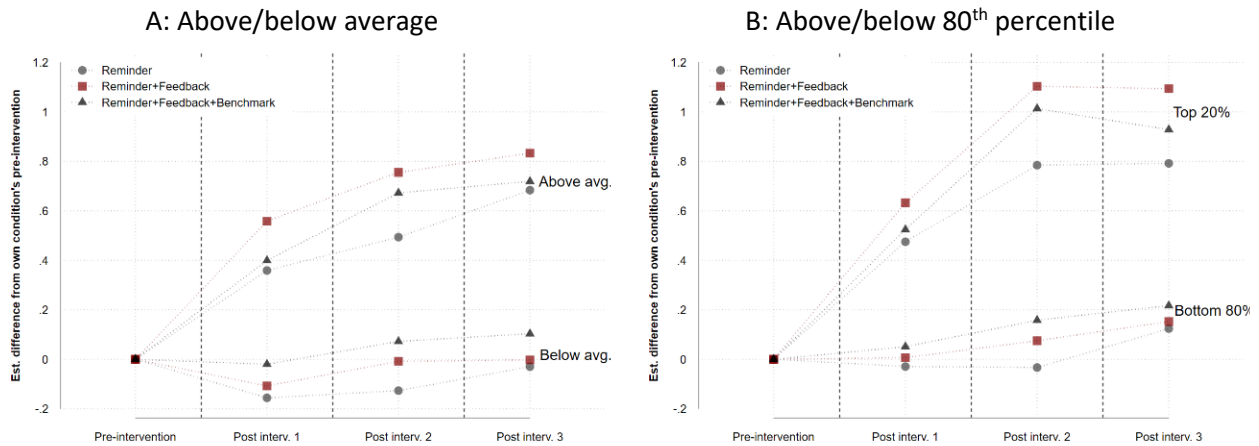 A: Above/below average
Est. difference from own condition's pre-intervention
1.2
1
.8
.6
.4
.2
0
-.2
Reminder
Reminder+Feedback
Reminder+Feedback+Benchmark
Above avg.
Below avg.
Pre-intervention Post interv. 1 Post interv. 2 Post interv. 3
B: Above/below 80th percentile
Est. difference from own condition's pre-intervention
1.2
1
.8
.6
.4
.2
0
-.2
Reminder
Reminder+Feedback
Reminder+Feedback+Benchmark
Top 20%
Bottom 80%
Pre-intervention Post interv. 1 Post interv. 2 Post interv. 3